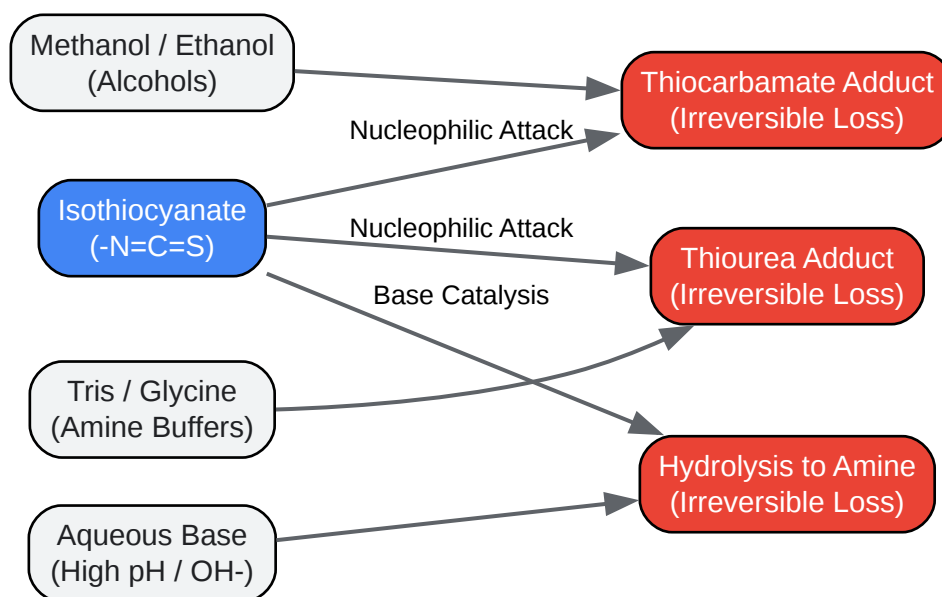 Methanol / Ethanol
(Alcohols)
Thiocarbamate Adduct
(Irreversible Loss)
Nucleophilic Attack
Isothiocyanate
(-N=C=S)
Nucleophilic Attack
Thiourea Adduct
(Irreversible Loss)
Base Catalysis
Tris / Glycine
(Amine Buffers)
Hydrolysis to Amine
(Irreversible Loss)
Aqueous Base
(High pH / OH-)